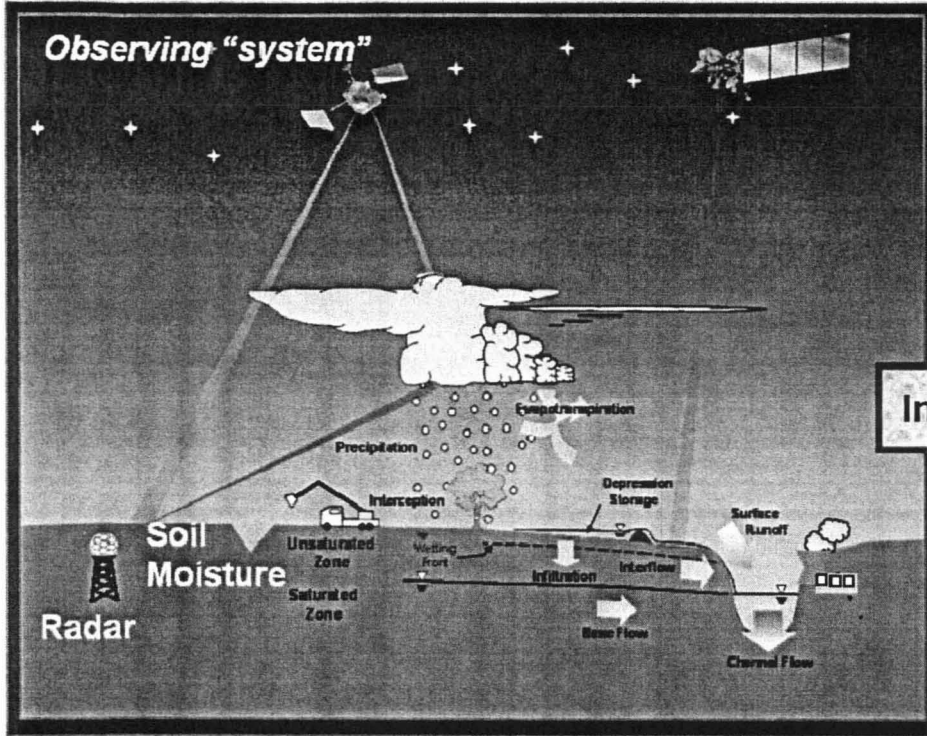 Observing "system"
In
Evapotranspiration
Precipitation
Depression
Storage
Interception
Surface
Runoff
Soil
Moisture
Unsaturated
Zone
Wetting
Front
Infiltration
Interflow
Saturated
Zone
Radar
Base Flow
Channel Flow